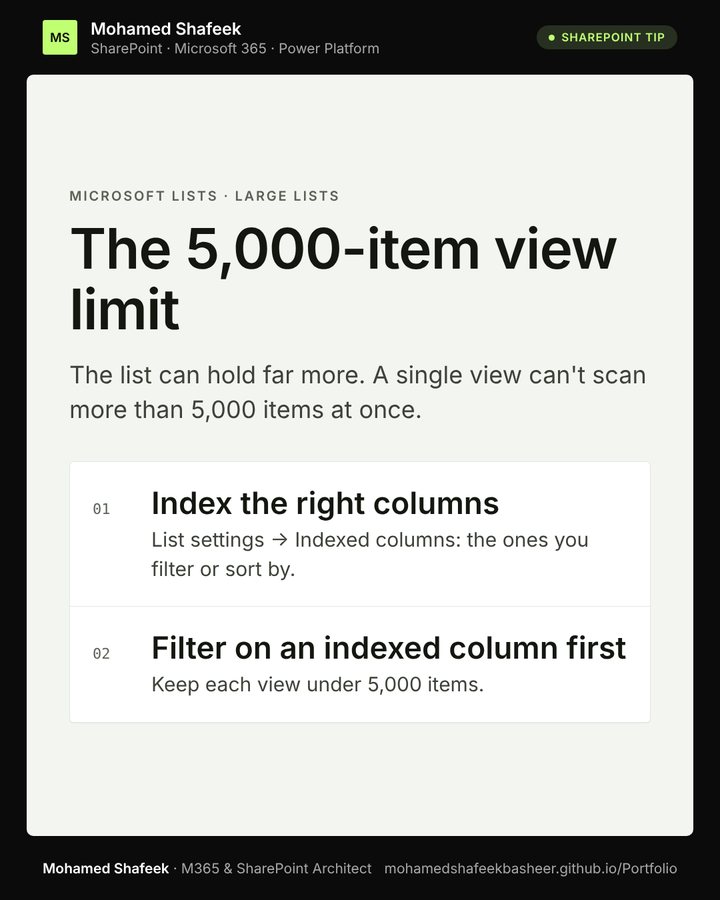 MS
Mohamed Shafeek
SharePoint · Microsoft 365 · Power Platform
SHAREPOINT TIP
MICROSOFT LISTS · LARGE LISTS
The 5,000-item view
limit
The list can hold far more. A single view can't scan
more than 5,000 items at once.
01
Index the right columns
List settings → Indexed columns: the ones you
filter or sort by.
02
Filter on an indexed column first
Keep each view under 5,000 items.
Mohamed Shafeek · M365 & SharePoint Architect
mohamedshafeekbasheer.github.io/Portfolio